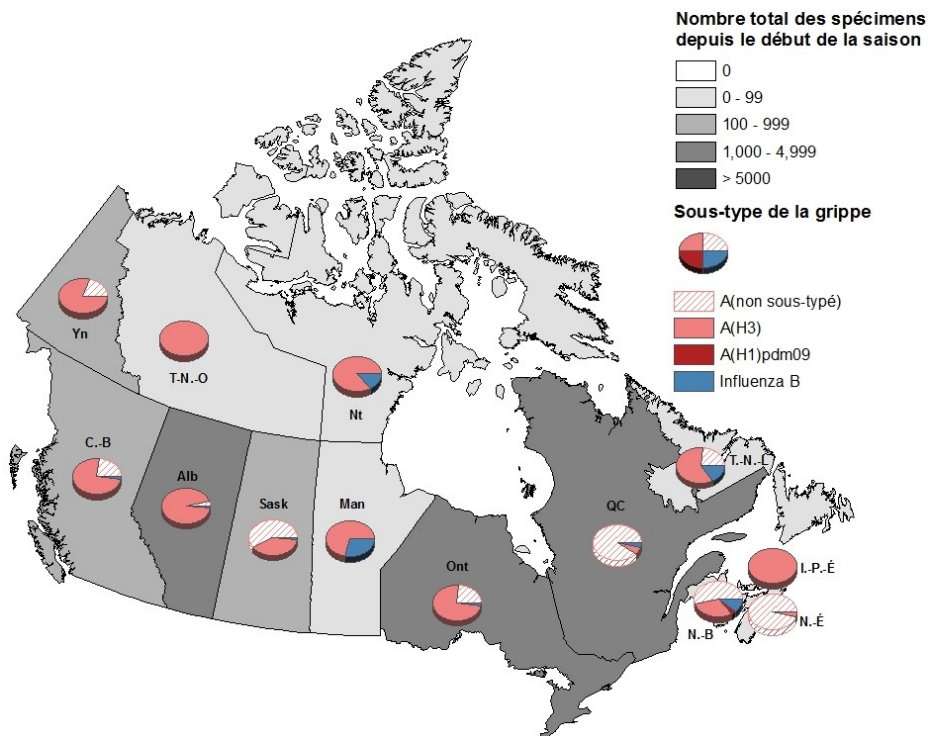 Nombre total des spécimens
depuis le début de la saison
0
0 - 99
100 - 999
1,000 - 4,999
> 5000
Sous-type de la grippe
A(non sous-typé)
A(H3)
A(H1)pdm09
Influenza B
Yn
T-N.-O
Nt
C.-B
Alb
Sask
Man
Ont
QC
T.-N.-L
I.-P.-É
N.-B
N.-É